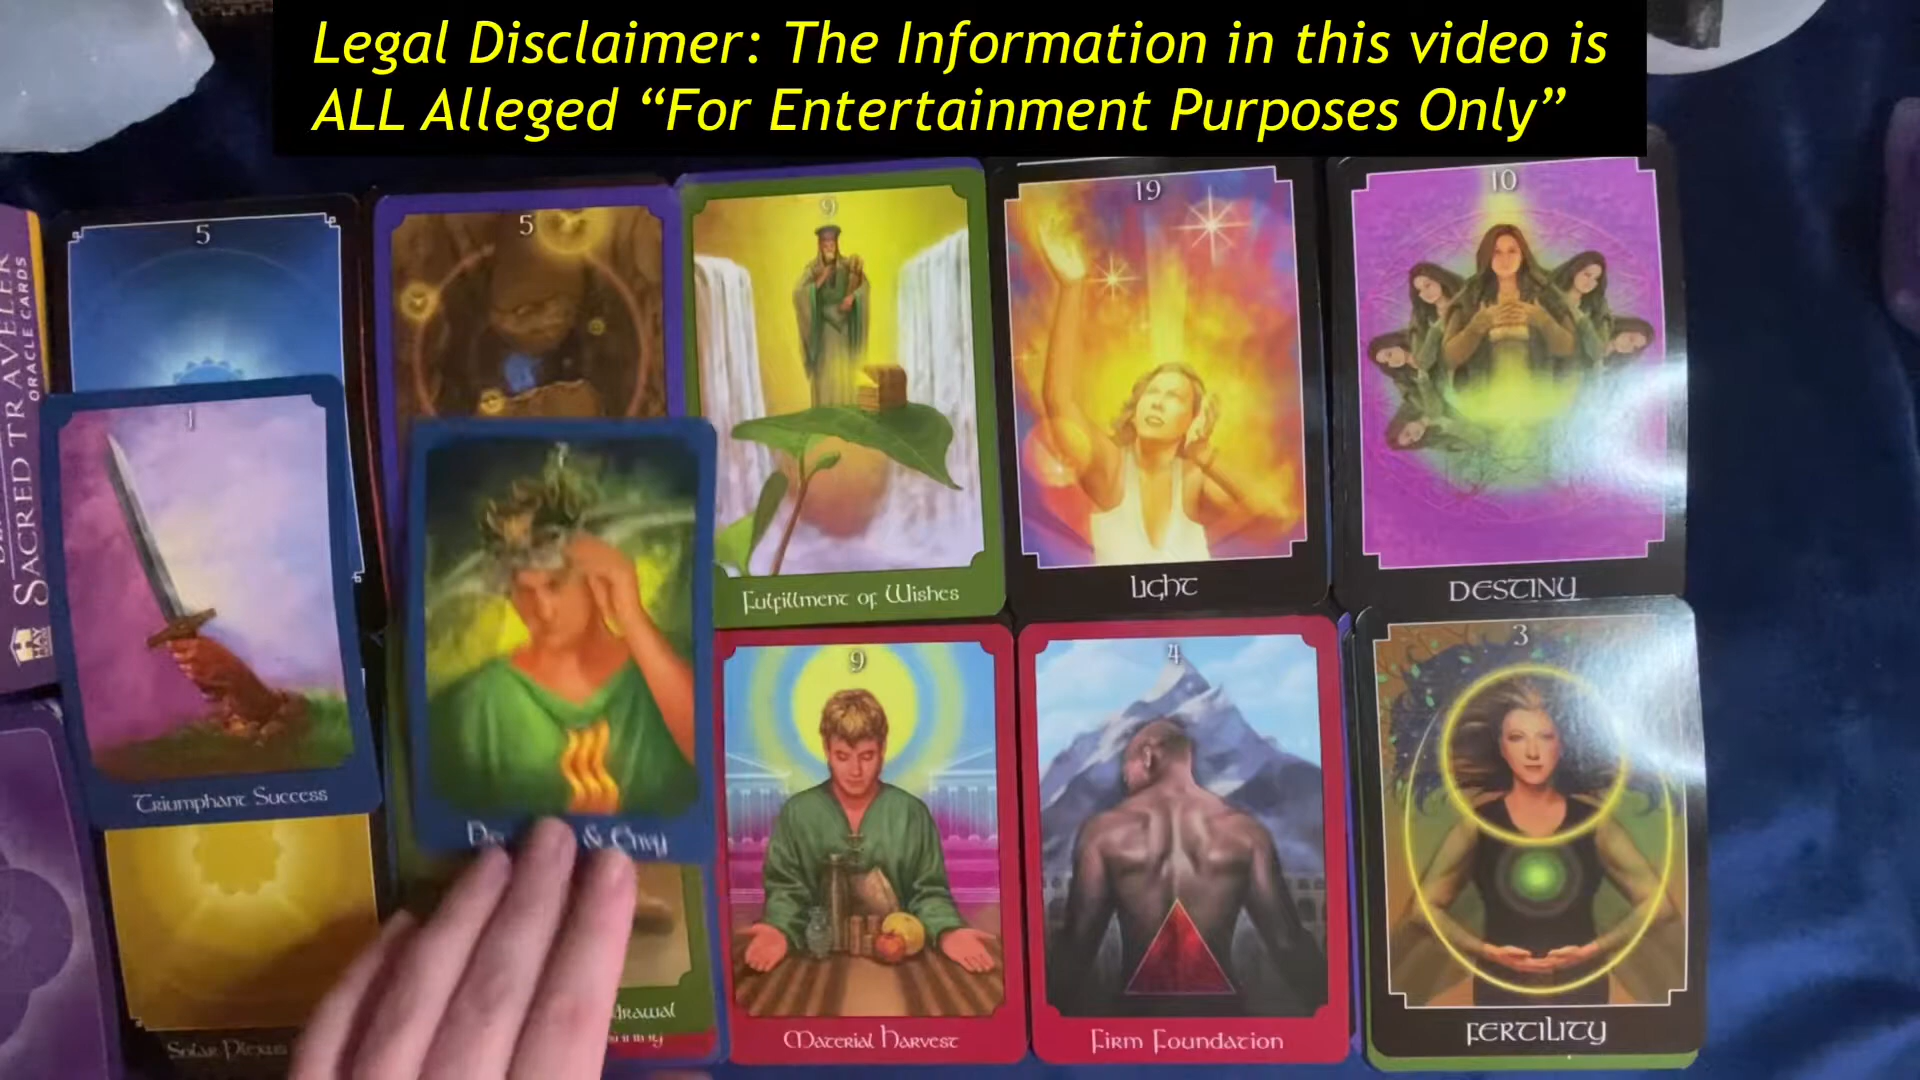 Legal Disclaimer: The Information in this video is
ALL Alleged “For Entertainment Purposes Only”
SACRED TRAVELER
ORACLE CARDS
HAY
5
5
9
Fulfillment of Wishes
19
LIGHT
10
DESTINY
1
Triumphant Success
& Envy
9
Material Harvest
4
Firm Foundation
3
FERTILITY
Solar Plexus